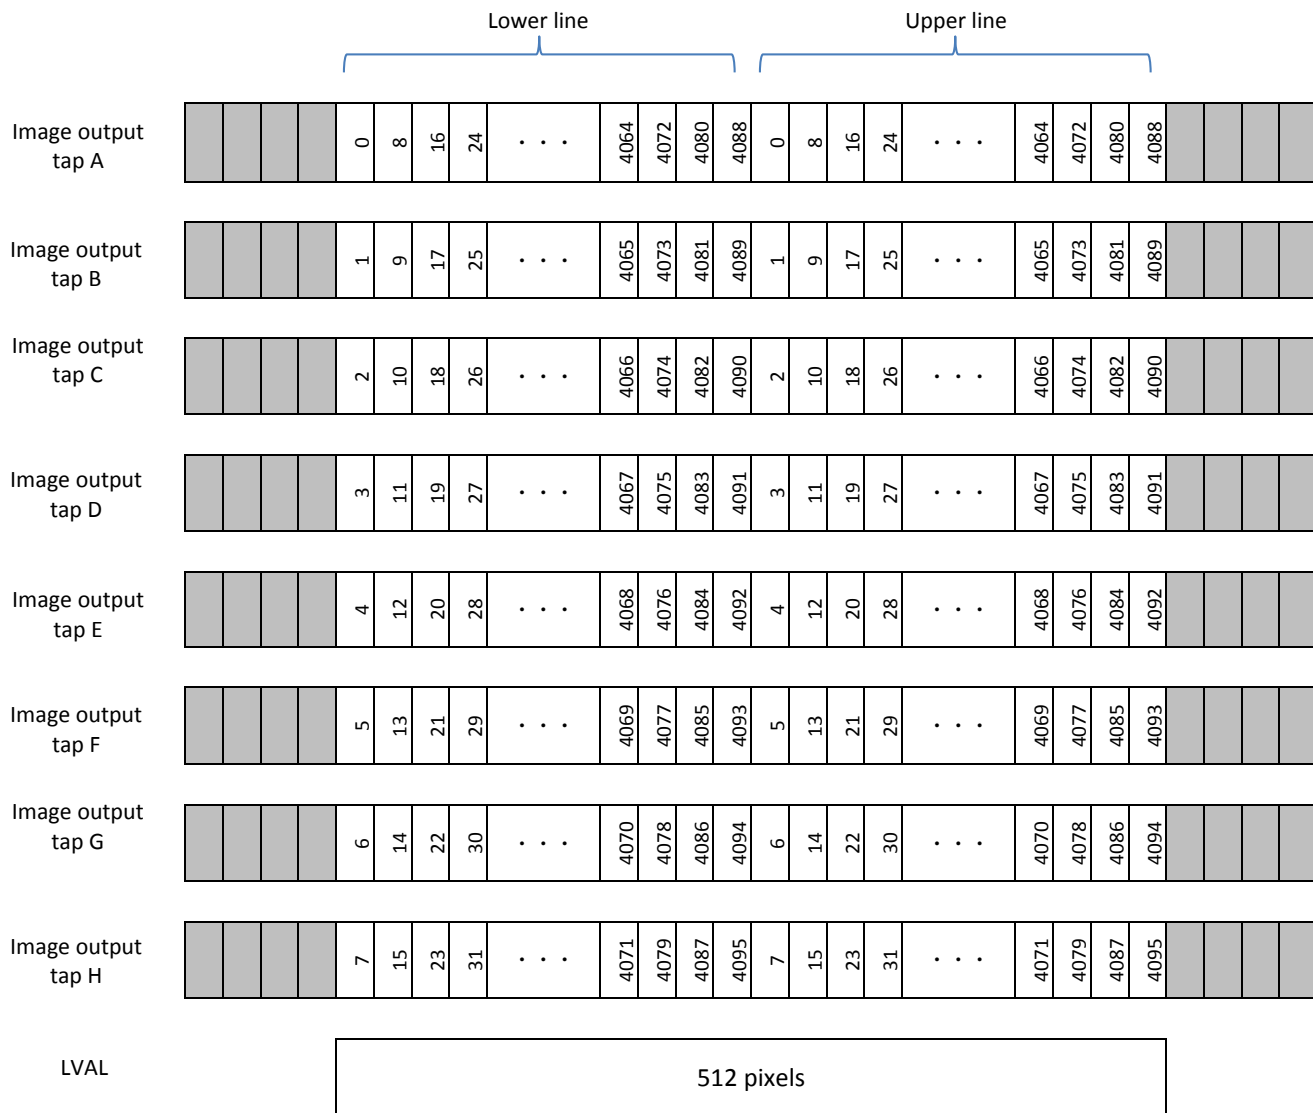 Lower line Upper line
Image output tap A 0 8 16 24 · · · 4064 4072 4080 4088 0 8 16 24 · · · 4064 4072 4080 4088
Image output tap B 1 9 17 25 · · · 4065 4073 4081 4089 1 9 17 25 · · · 4065 4073 4081 4089
Image output tap C 2 10 18 26 · · · 4066 4074 4082 4090 2 10 18 26 · · · 4066 4074 4082 4090
Image output tap D 3 11 19 27 · · · 4067 4075 4083 4091 3 11 19 27 · · · 4067 4075 4083 4091
Image output tap E 4 12 20 28 · · · 4068 4076 4084 4092 4 12 20 28 · · · 4068 4076 4084 4092
Image output tap F 5 13 21 29 · · · 4069 4077 4085 4093 5 13 21 29 · · · 4069 4077 4085 4093
Image output tap G 6 14 22 30 · · · 4070 4078 4086 4094 6 14 22 30 · · · 4070 4078 4086 4094
Image output tap H 7 15 23 31 · · · 4071 4079 4087 4095 7 15 23 31 · · · 4071 4079 4087 4095
LVAL 512 pixels